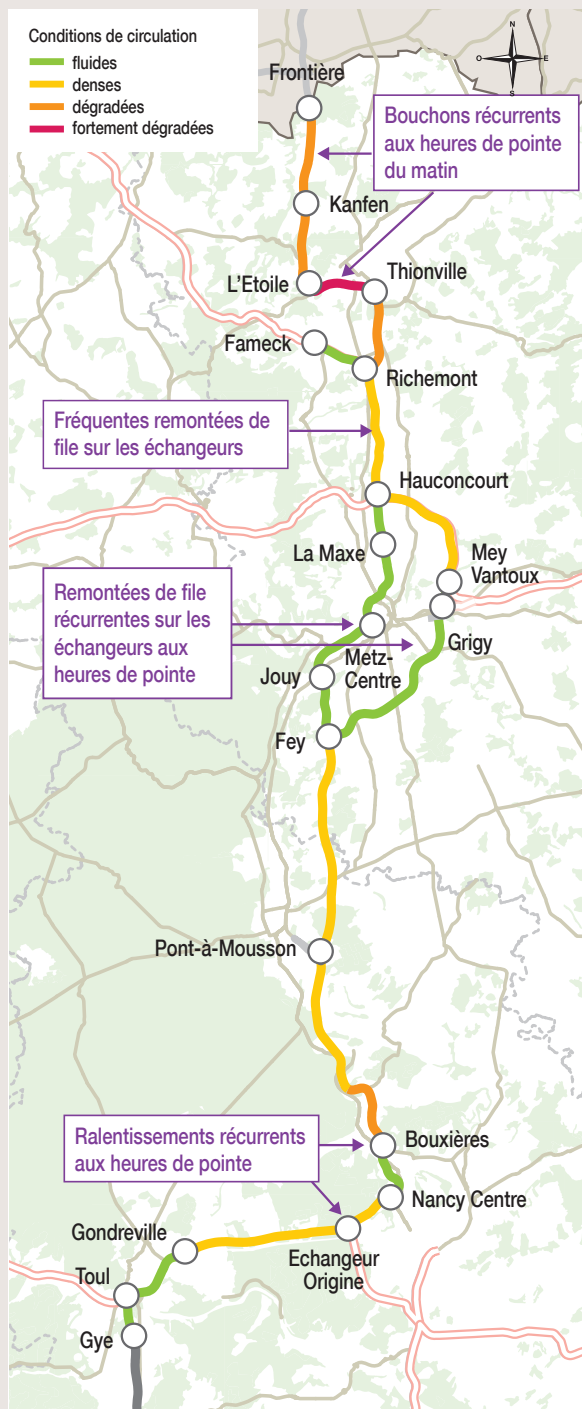 Conditions de circulation
fluides
denses
dégradées
fortement dégradées
N
O
E
S
Frontière
Bouchons récurrents
aux heures de pointe
du matin
Kanfen
L'Etoile
Thionville
Fameck
Richemont
Fréquentes remontées de
file sur les échangeurs
Hauconcourt
La Maxe
Mey
Vantoux
Remontées de file
récurrentes sur les
échangeurs aux
heures de pointe
Metz-
Centre
Grigy
Jouy
Fey
Pont-à-Mousson
Ralentissements récurrents
aux heures de pointe
Bouxières
Nancy Centre
Gondreville
Echangeur
Origine
Toul
Gye